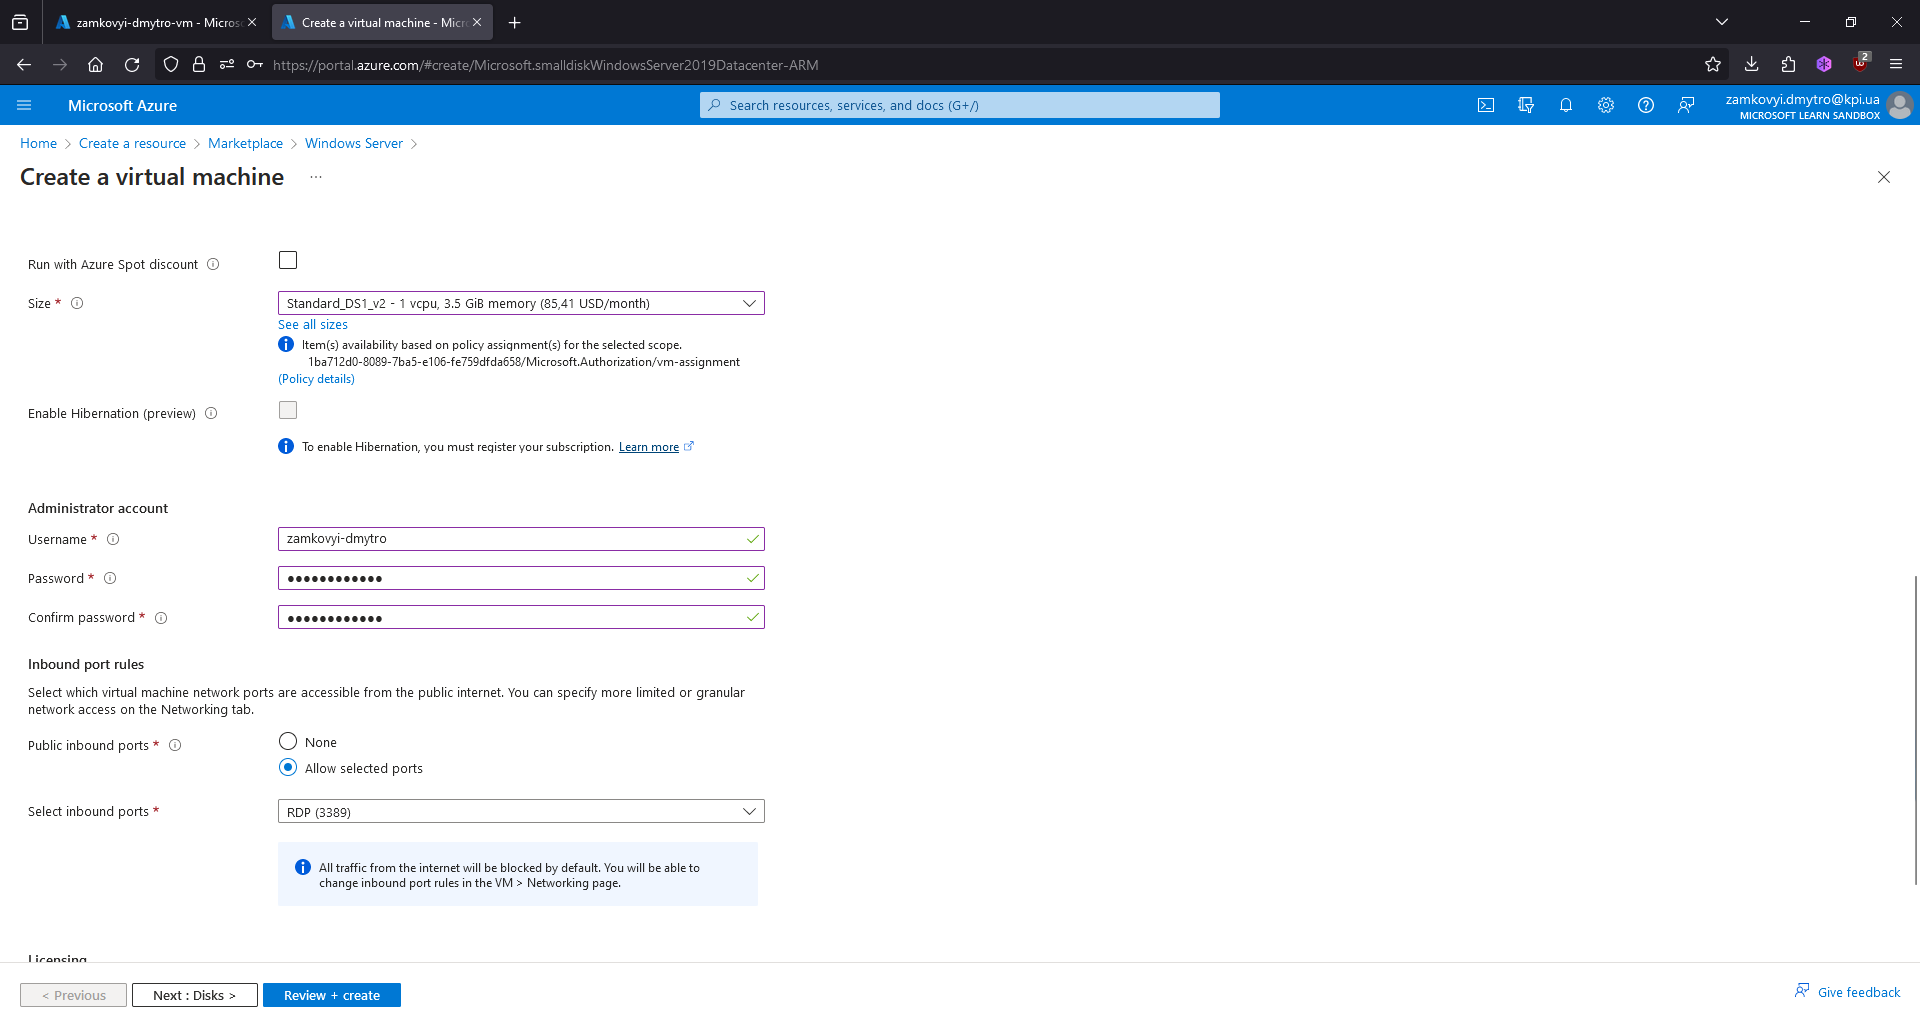 zamkovyi-dmytro-vm - Micros
Create a virtual machine - Micr
https://portal.azure.com/#create/Microsoft.smalldiskWindowsServer2019Datacenter-ARM
2
Microsoft Azure
Search resources, services, and docs (G+/)
zamkovyi.dmytro@kpi.ua
MICROSOFT LEARN SANDBOX
Home > Create a resource > Marketplace > Windows Server >
Create a virtual machine ...
Run with Azure Spot discount
Size *
Standard_DS1_v2 - 1 vcpu, 3.5 GiB memory (85,41 USD/month)
See all sizes
Item(s) availability based on policy assignment(s) for the selected scope.
1ba712d0-8089-7ba5-e106-fe759dfda658/Microsoft.Authorization/vm-assignment
(Policy details)
Enable Hibernation (preview)
To enable Hibernation, you must register your subscription. Learn more
Administrator account
Username *
zamkovyi-dmytro
Password *
●●●●●●●●●●●●
Confirm password *
●●●●●●●●●●●●
Inbound port rules
Select which virtual machine network ports are accessible from the public internet. You can specify more limited or granular
network access on the Networking tab.
Public inbound ports *
None
Allow selected ports
Select inbound ports *
RDP (3389)
All traffic from the internet will be blocked by default. You will be able to
change inbound port rules in the VM > Networking page.
Licensing
< Previous
Next : Disks >
Review + create
Give feedback